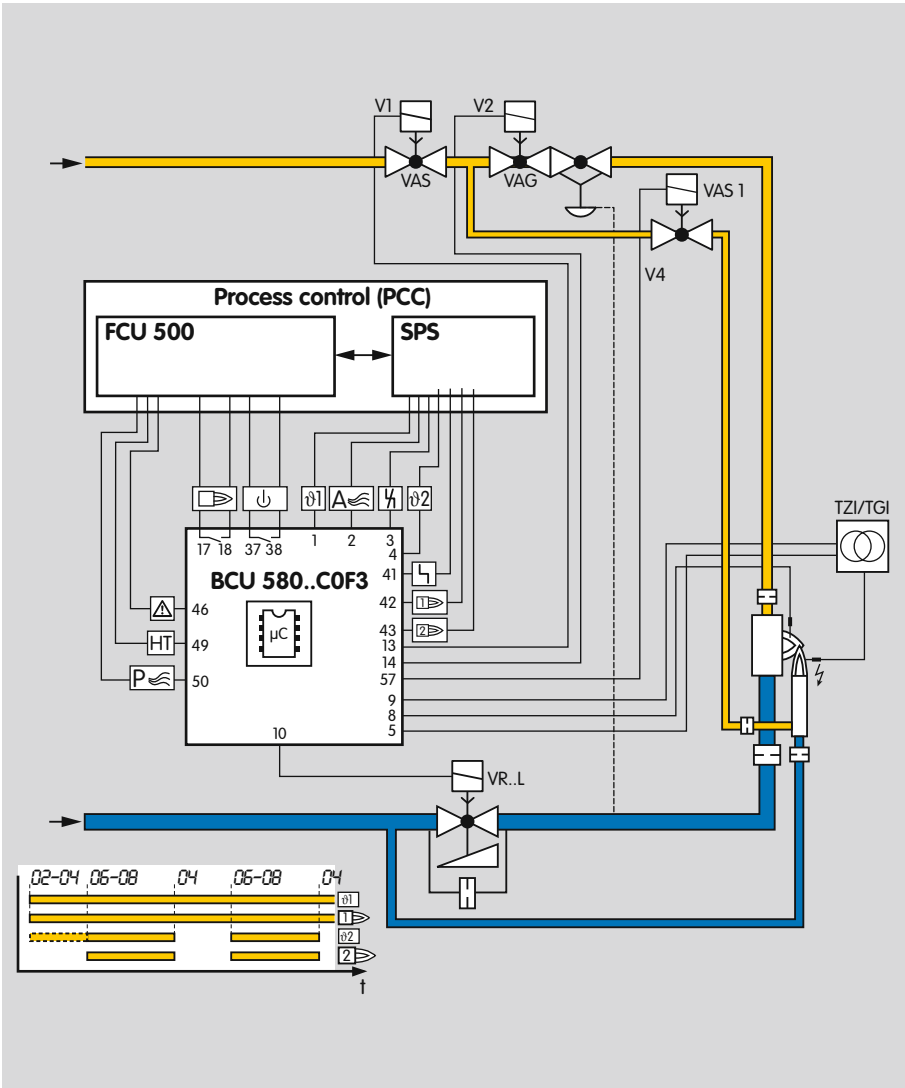 V1
V2
VAS
VAG
VAS 1
V4
Process control (PCC)
FCU 500
SPS
ϑ1
A
ϑ2
TZI/TGI
17 18 37 38 1 2 3
4
BCU 580..C0F3
41
µC
46
42
1
49
HT
43
2
13
14
50
P
57
9
8
5
10
VR..L
02-04 06-08 04 06-08 04
ϑ1
1
ϑ2
2
t